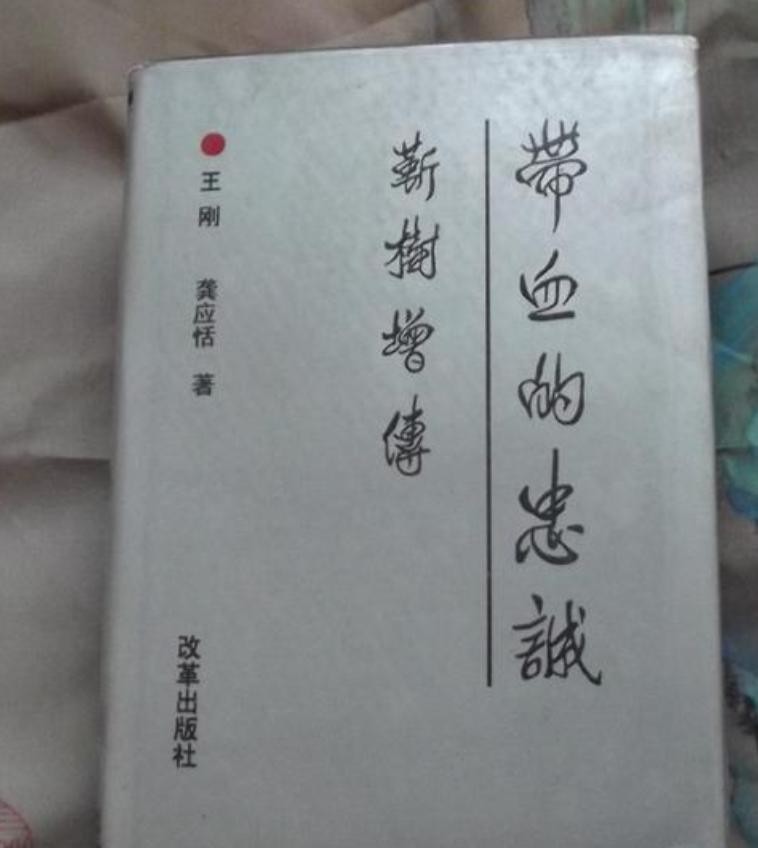 帶血的忠誠
靳樹增傳
王刚 龚应恬 著
改革出版社